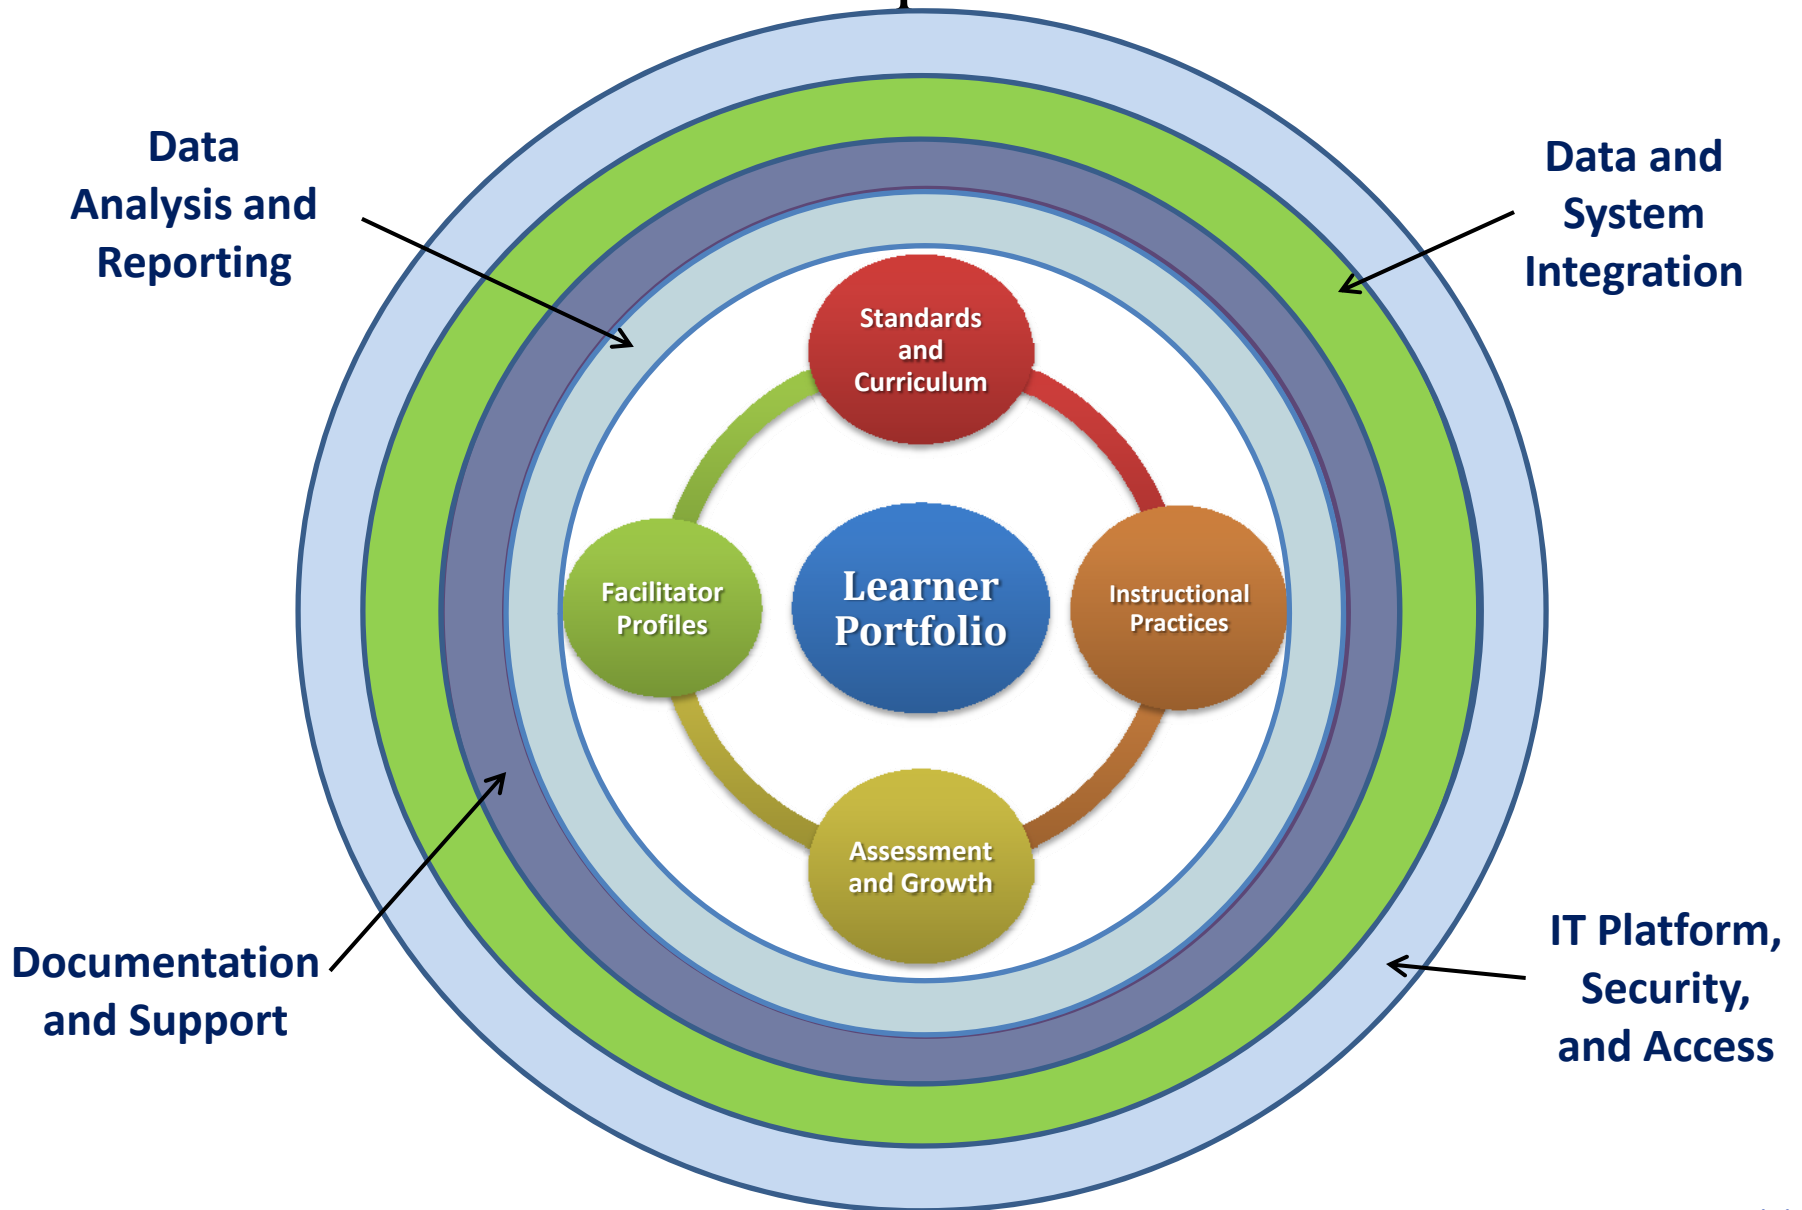 Data
Analysis and
Reporting
Data and
System
Integration
Standards
and
Curriculum
Facilitator
Profiles
Learner
Portfolio
Instructional
Practices
Assessment
and Growth
Documentation
and Support
IT Platform,
Security,
and Access